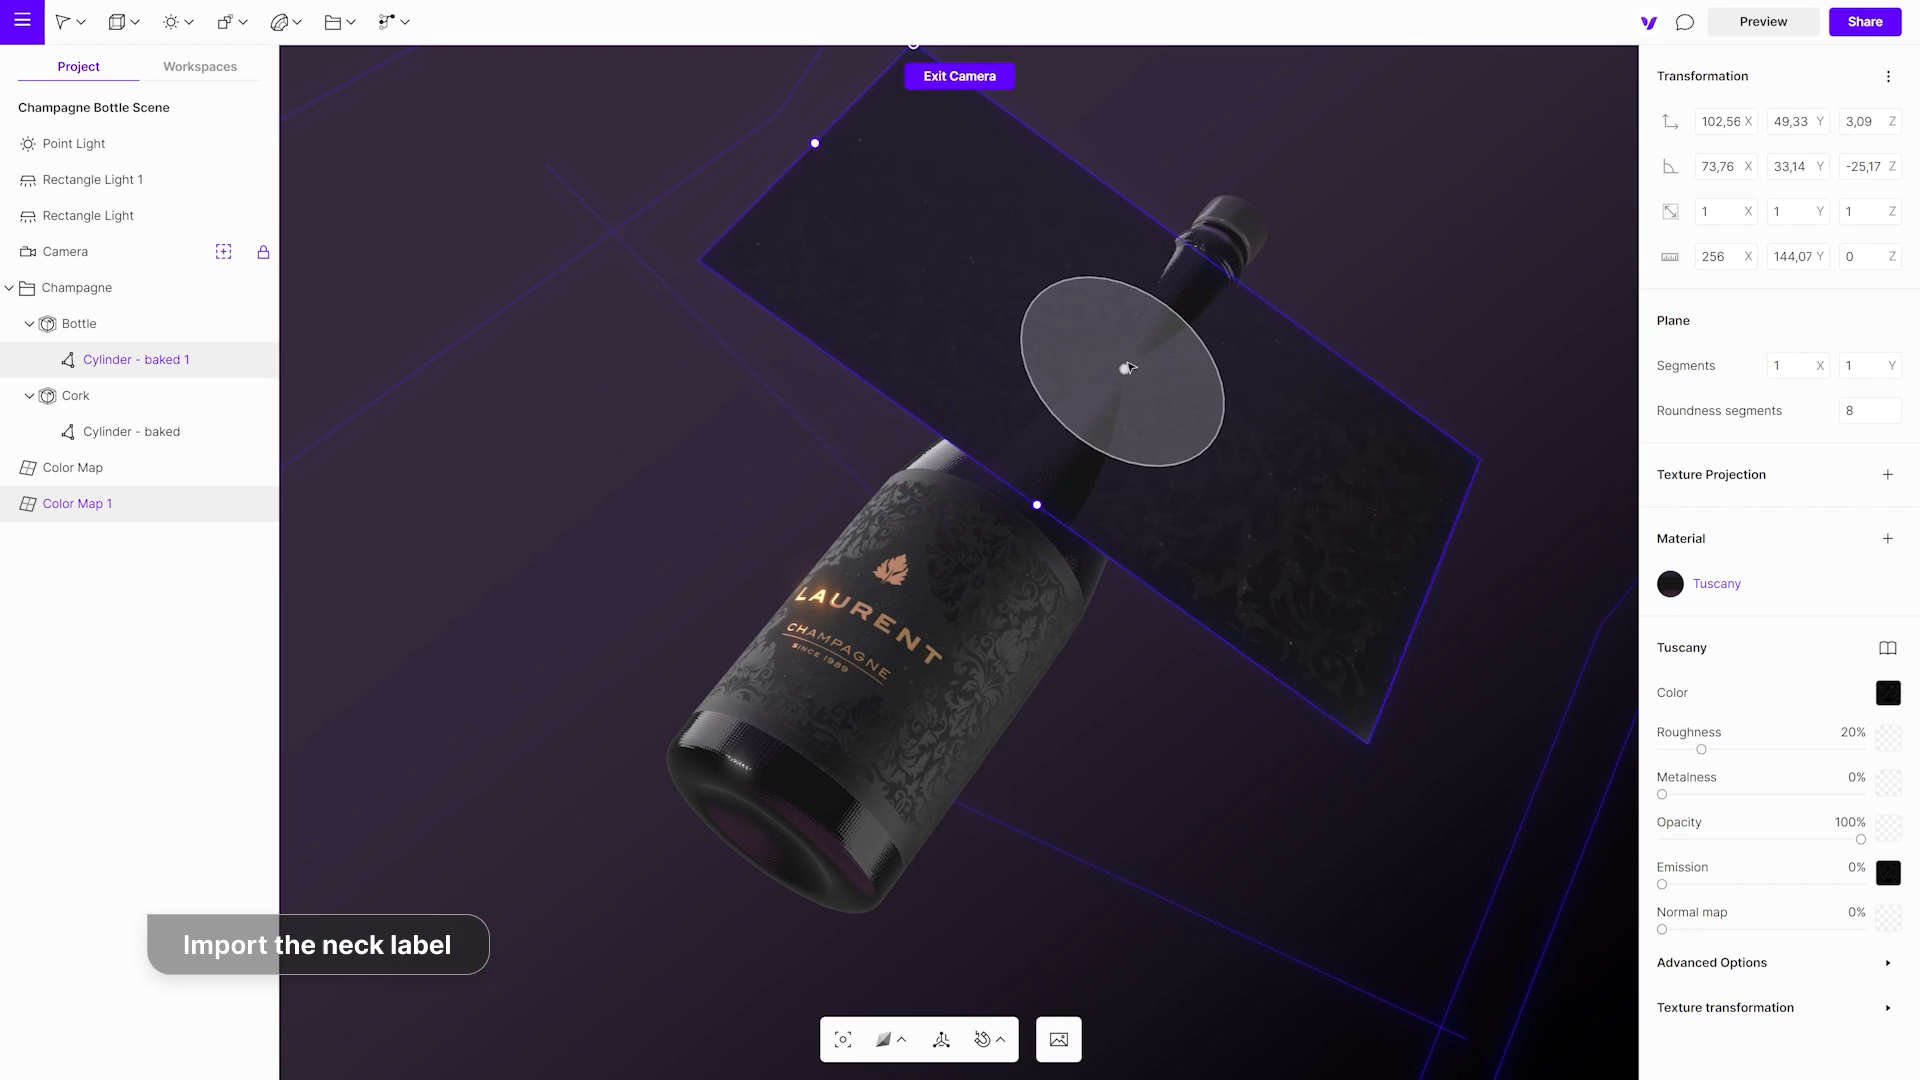 Preview
Share
Project
Workspaces
Exit Camera
Champagne Bottle Scene
Point Light
Rectangle Light 1
Rectangle Light
Camera
Champagne
Bottle
Cylinder - baked 1
Cork
Cylinder - baked
Color Map
Color Map 1
LAURENT
CHAMPAGNE
SINCE 1989
Import the neck label
Transformation
102,56 X 49,33 Y 3,09 Z
73,76 X 33,14 Y -25,17 Z
1 X 1 Y 1 Z
256 X 144,07 Y 0 Z
Plane
Segments 1 X 1 Y
Roundness segments 8
Texture Projection
Material
Tuscany
Tuscany
Color
Roughness 20%
Metalness 0%
Opacity 100%
Emission 0%
Normal map 0%
Advanced Options
Texture transformation